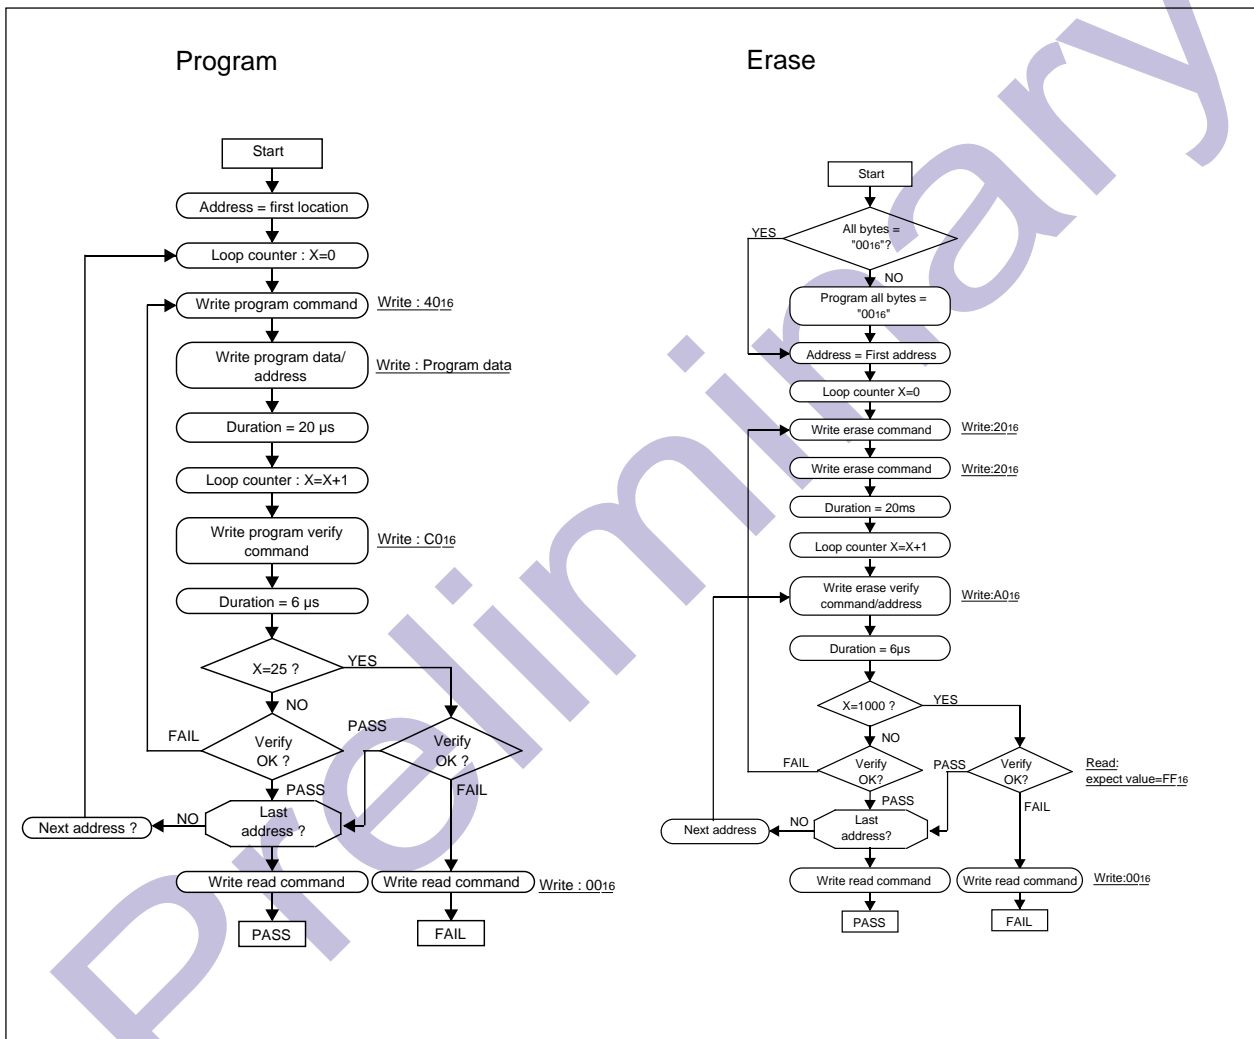 Program
Start
Address = first location
Loop counter : X=0
Write program command
Write : 4016
Write program data/
address
Write : Program data
Duration = 20 µs
Loop counter : X=X+1
Write program verify
command
Write : C016
Duration = 6 µs
X=25 ?
YES
NO
FAIL
Verify
OK ?
PASS
Verify
OK ?
PASS
FAIL
Last
address ?
NO
Next address ?
Write read command
Write read command
Write : 0016
PASS
FAIL
Erase
Start
YES
All bytes =
"0016"?
NO
Program all bytes =
"0016"
Address = First address
Loop counter X=0
Write erase command
Write:2016
Write erase command
Write:2016
Duration = 20ms
Loop counter X=X+1
Write erase verify
command/address
Write:A016
Duration = 6µs
X=1000 ?
YES
NO
FAIL
Verify
OK?
PASS
Verify
OK?
Read:
expect value=FF16
PASS
FAIL
Last
address?
NO
Next address
Write read command
Write read command
Write:0016
PASS
FAIL
Preliminary